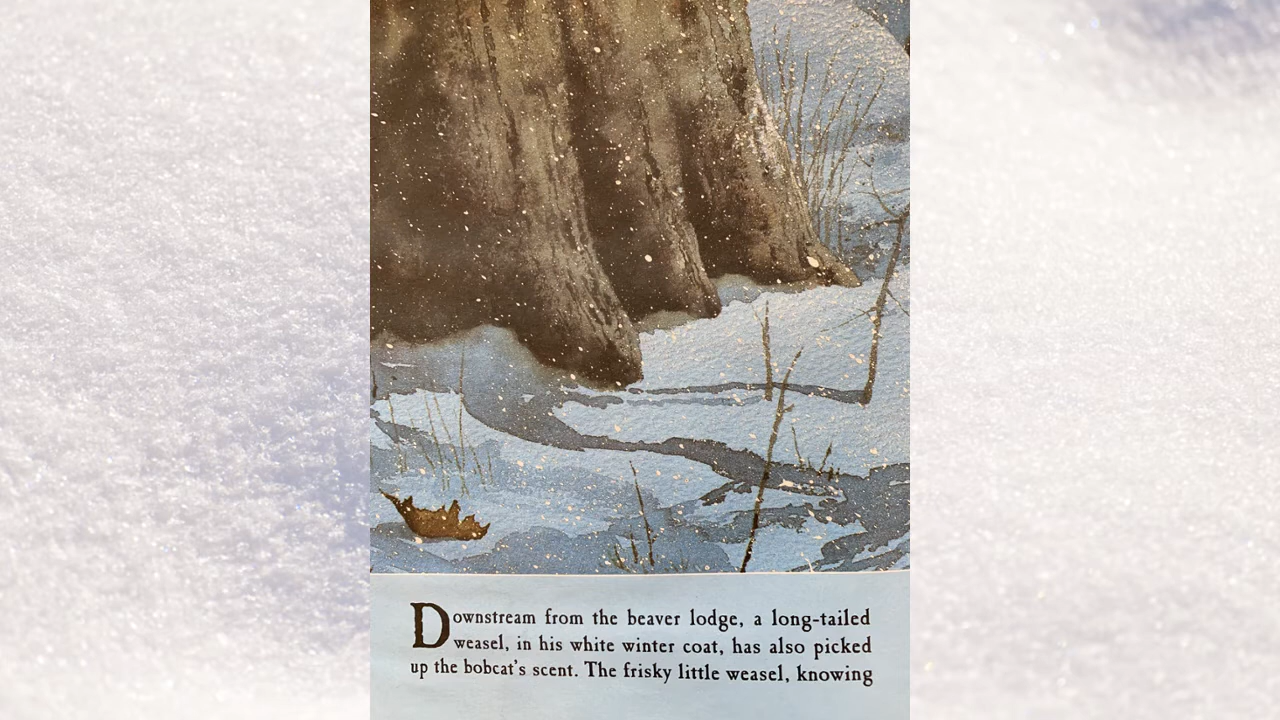 Downstream from the beaver lodge, a long-tailed
weasel, in his white winter coat, has also picked
up the bobcat's scent. The frisky little weasel, knowing